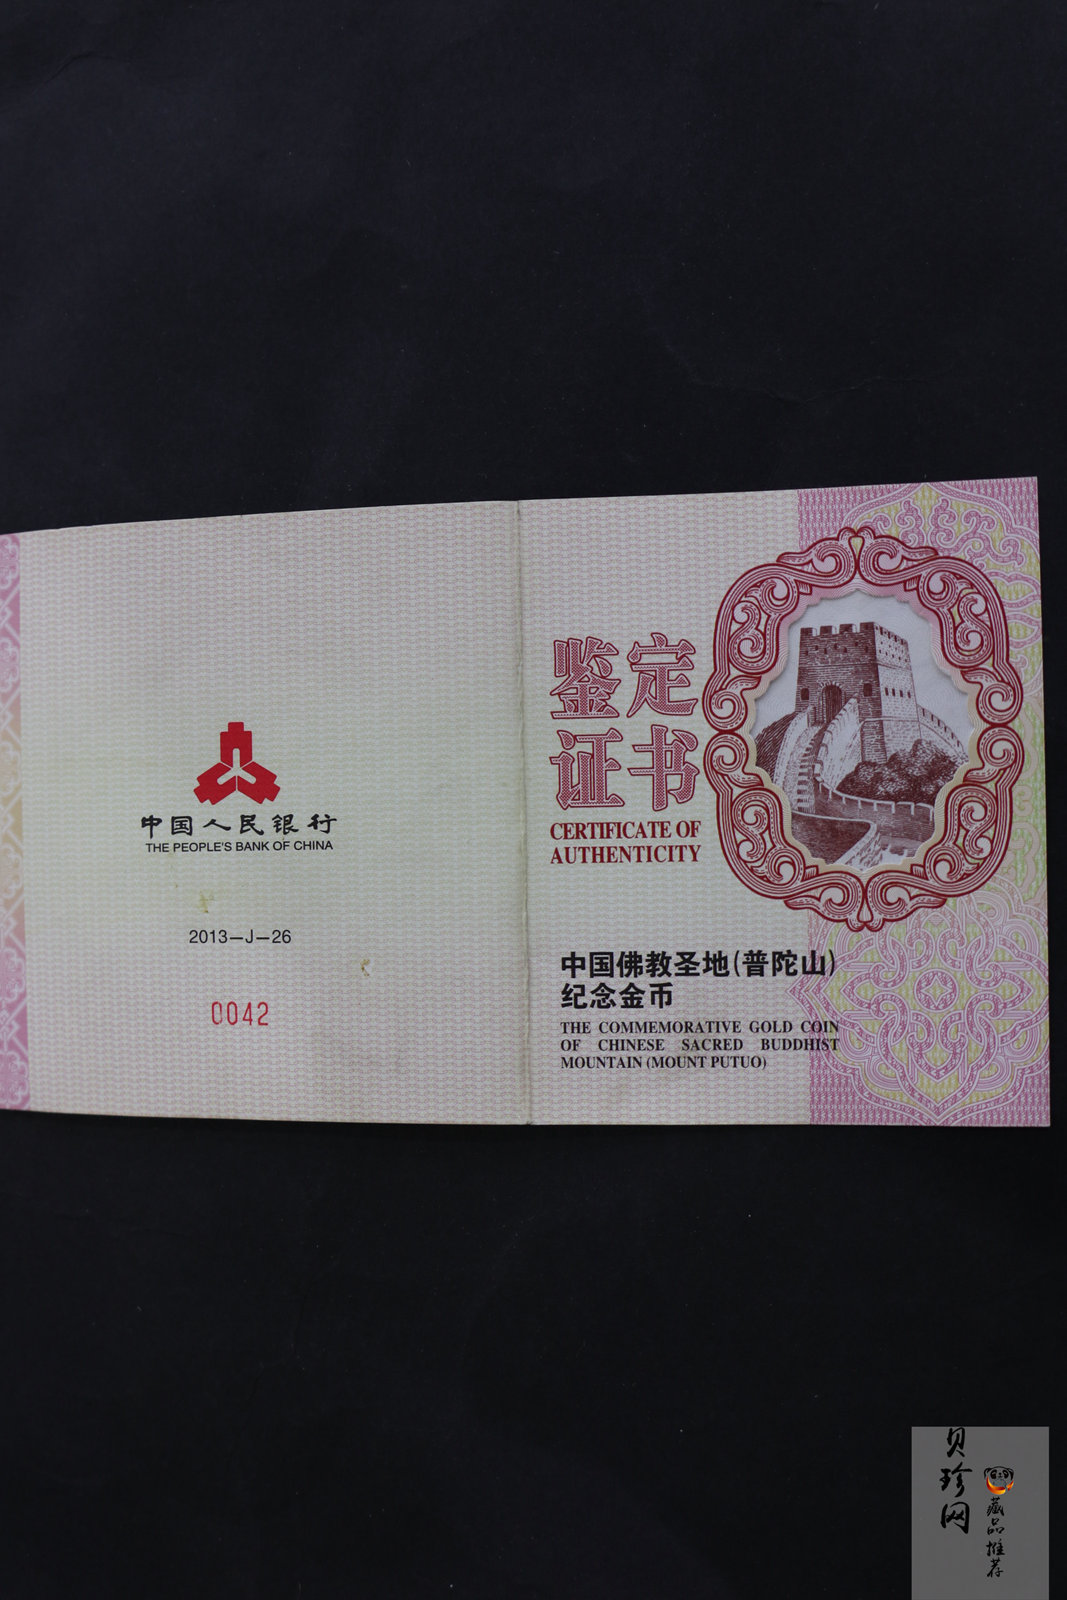 中国人民银行
THE PEOPLE'S BANK OF CHINA
2013—J—26
0042
鉴定
证书
CERTIFICATE OF
AUTHENTICITY
中国佛教圣地(普陀山)
纪念金币
THE COMMEMORATIVE GOLD COIN
OF CHINESE SACRED BUDDHIST
MOUNTAIN (MOUNT PUTUO)
贝珍网
藏品推荐